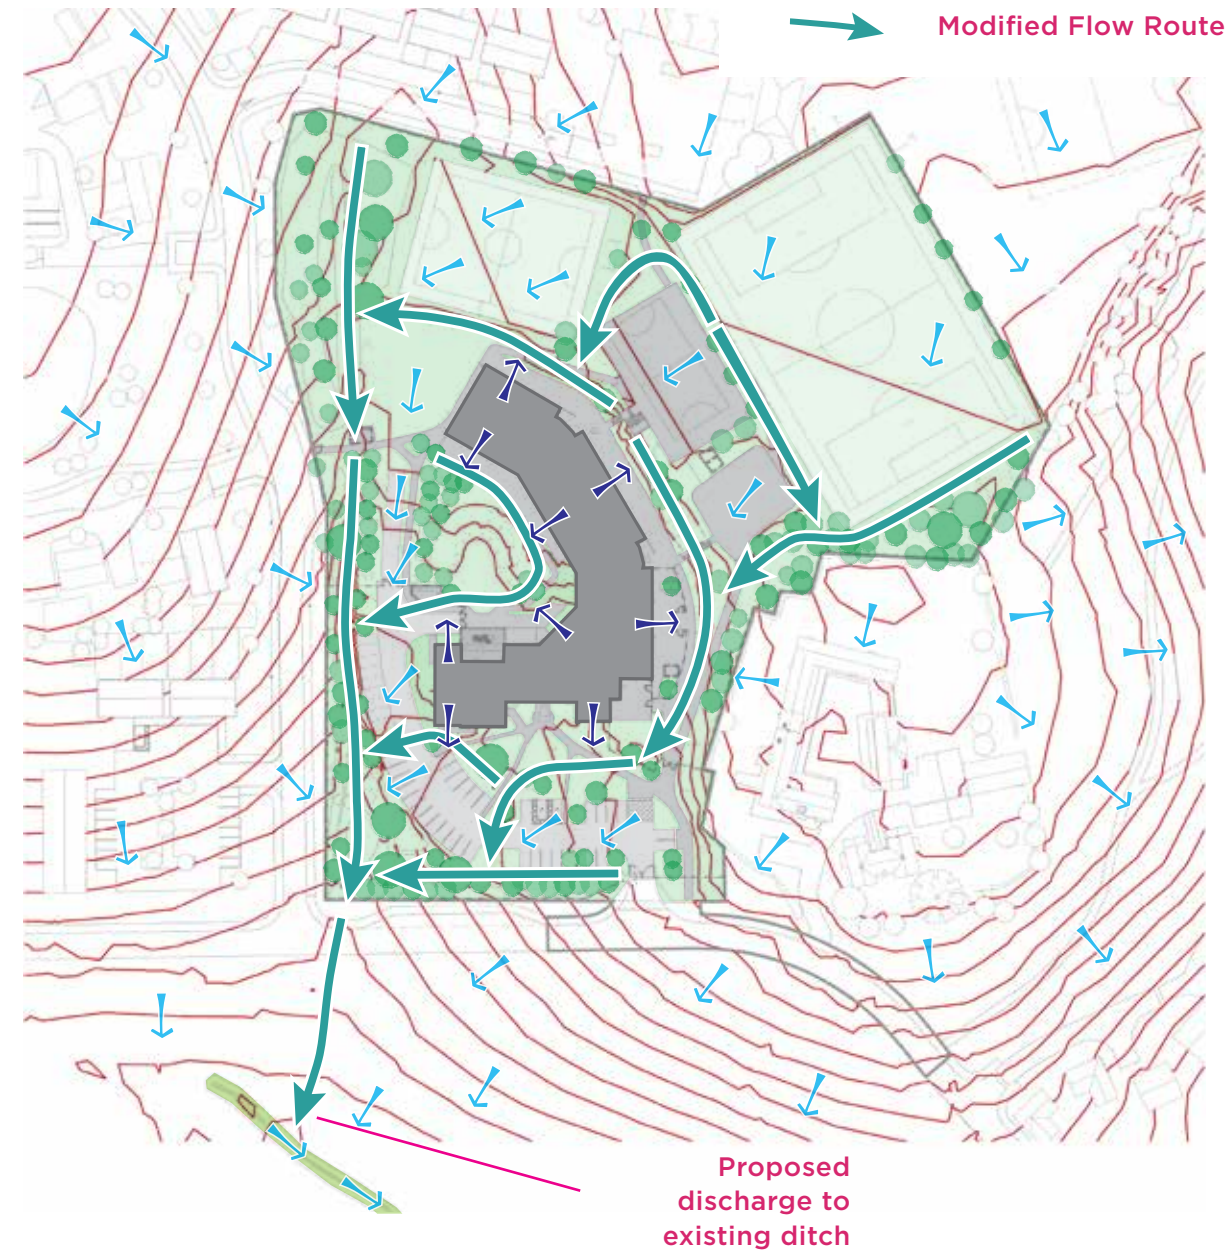 Modified Flow Route
Proposed
discharge to
existing ditch